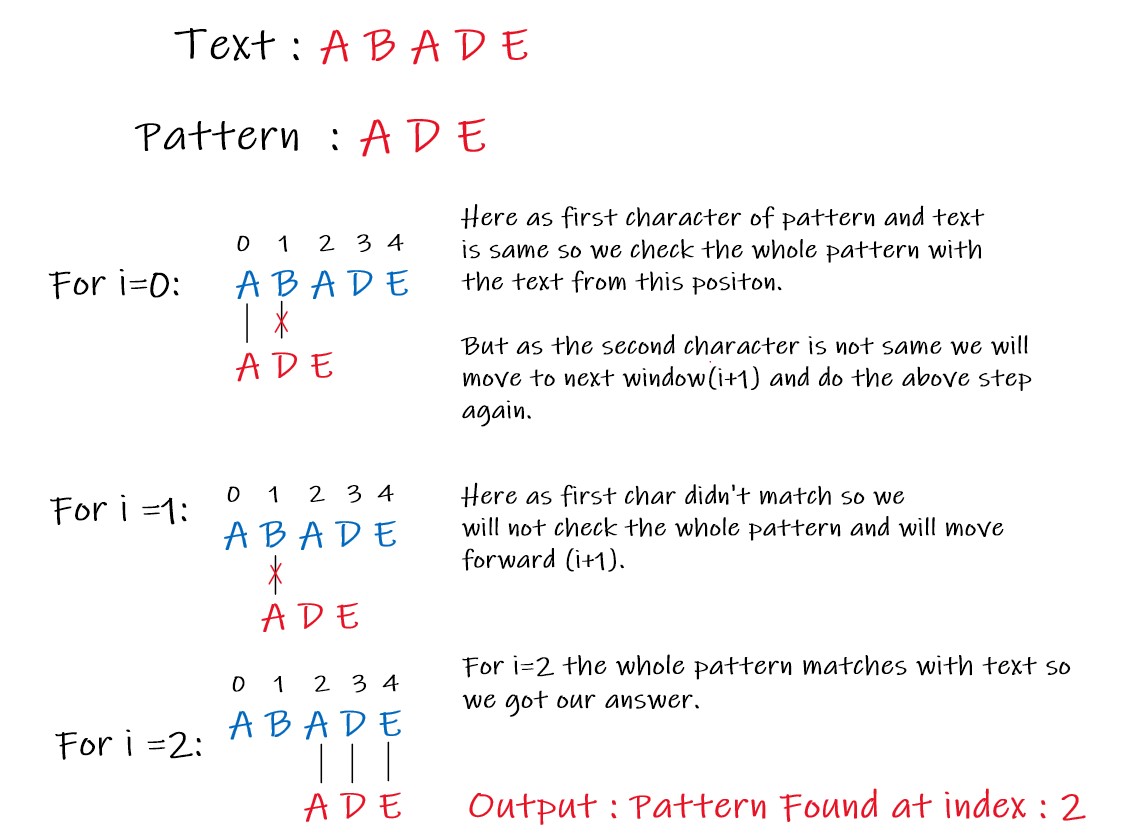 Text : A B A D E
Pattern : A D E
For i=0:
0 1 2 3 4
A B A D E
A D E
Here as first character of pattern and text
is same so we check the whole pattern with
the text from this positon.
But as the second character is not same we will
move to next window(i+1) and do the above step
again.
For i =1:
0 1 2 3 4
A B A D E
A D E
Here as first char didn't match so we
will not check the whole pattern and will move
forward (i+1).
For i =2:
0 1 2 3 4
A B A D E
A D E
For i=2 the whole pattern matches with text so
we got our answer.
Output : Pattern Found at index : 2